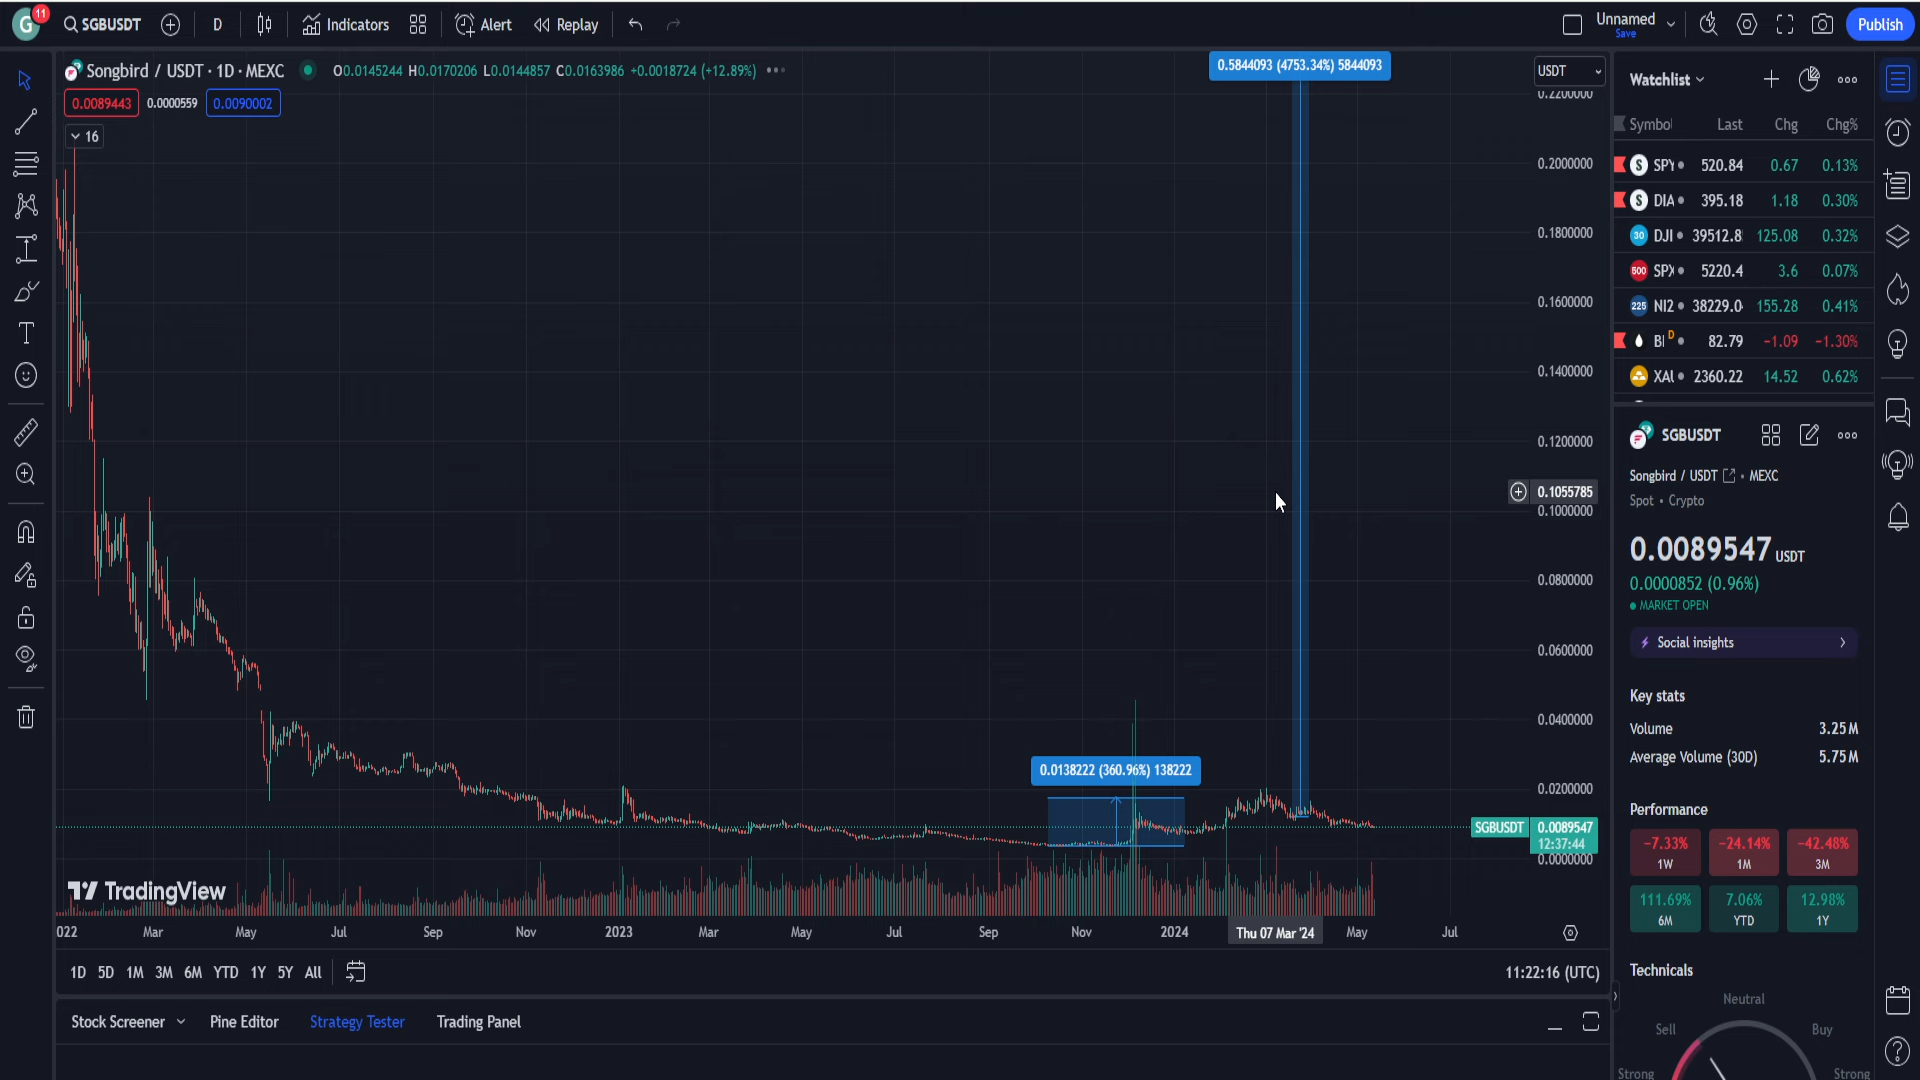 G 11 SGBUSDT D Indicators Alert Replay Unnamed Save Publish
Songbird / USDT · 1D · MEXC O0.0145244 H0.0170206 L0.0144857 C0.0163986 +0.0018724 (+12.89%)
0.0089443 0.0000559 0.0090002
16
0.5844093 (4753.34%) 5844093
0.0138222 (360.96%) 138222
USDT
0.2200000
0.2000000
0.1800000
0.1600000
0.1400000
0.1200000
0.1055785
0.1000000
0.0800000
0.0600000
0.0400000
0.0200000
SGBUSDT 0.0089547
12:37:44
0.0000000
TradingView
022 Mar May Jul Sep Nov 2023 Mar May Jul Sep Nov 2024 Thu 07 Mar '24 May Jul
1D 5D 1M 3M 6M YTD 1Y 5Y All 11:22:16 (UTC)
Stock Screener Pine Editor Strategy Tester Trading Panel
Watchlist
Symbol Last Chg Chg%
S SPY 520.84 0.67 0.13%
S DIA 395.18 1.18 0.30%
30 DJI 39512.8 125.08 0.32%
500 SPX 5220.4 3.6 0.07%
225 NI2 38229.0 155.28 0.41%
D 82.79 −1.09 −1.30%
XAU 2360.22 14.52 0.62%
SGBUSDT
Songbird / USDT • MEXC
Spot • Crypto
0.0089547 USDT
0.0000852 (0.96%)
MARKET OPEN
Social insights
Key stats
Volume 3.25M
Average Volume (30D) 5.75M
Performance
−7.33% −24.14% −42.48%
1W 1M 3M
111.69% 7.06% 12.98%
6M YTD 1Y
Technicals
Neutral
Sell Buy
Strong Strong